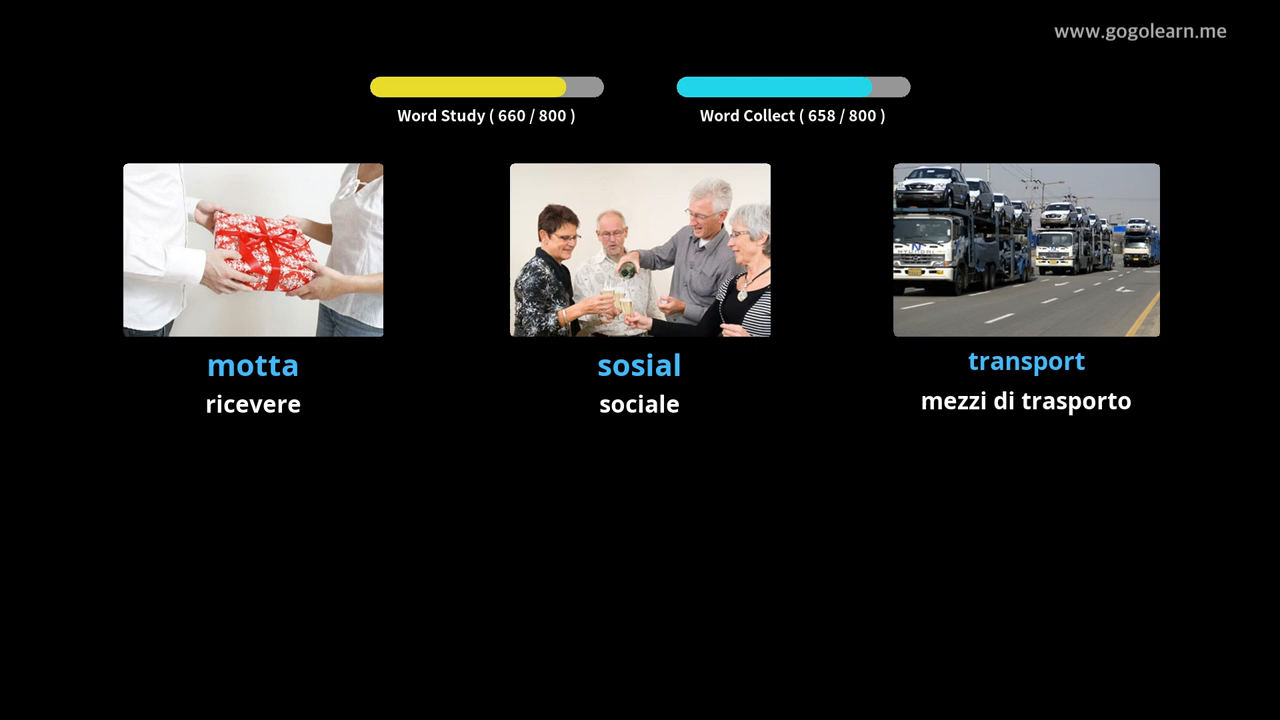 www.gogolearn.me
Word Study ( 660 / 800 )
Word Collect ( 658 / 800 )
motta
ricevere
sosial
sociale
transport
mezzi di trasporto